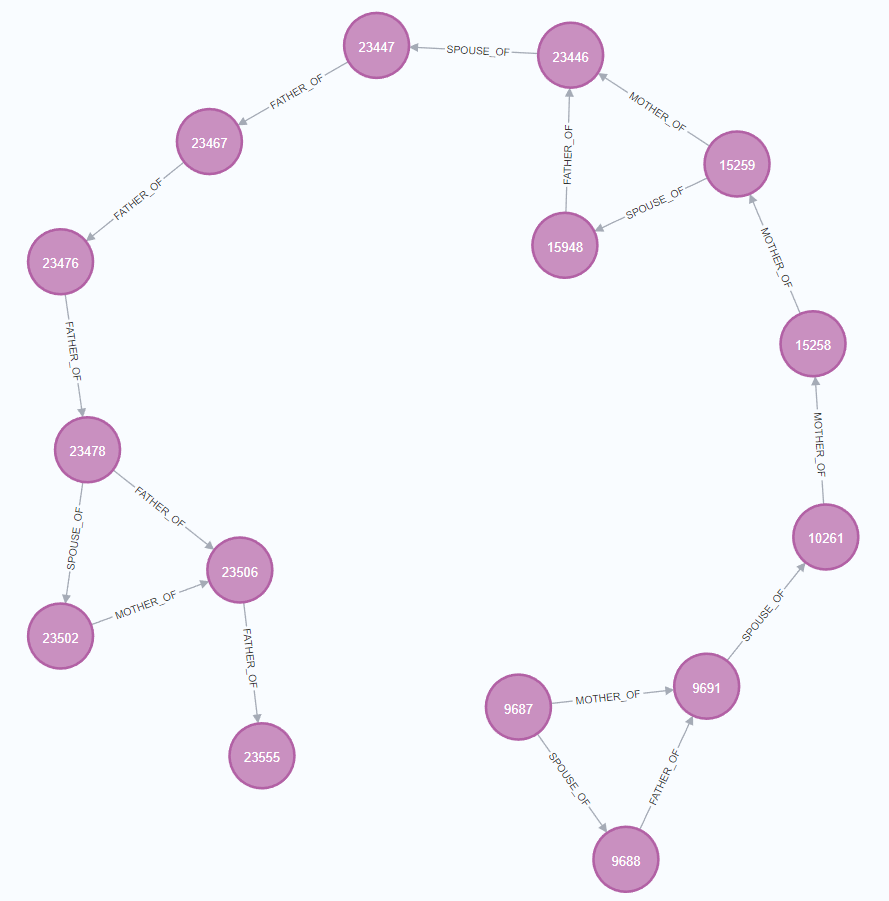 23447
SPOUSE_OF
23446
FATHER_OF
MOTHER_OF
23467
FATHER_OF
15259
FATHER_OF
SPOUSE_OF
23476
15948
MOTHER_OF
FATHER_OF
15258
23478
MOTHER_OF
FATHER_OF
SPOUSE_OF
10261
23506
MOTHER_OF
SPOUSE_OF
23502
FATHER_OF
9691
MOTHER_OF
9687
23555
SPOUSE_OF
FATHER_OF
9688